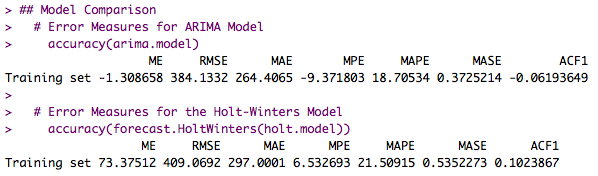 > ## Model Comparison
>   # Error Measures for ARIMA Model
>     accuracy(arima.model)
ME RMSE MAE MPE MAPE MASE ACF1
Training set -1.308658 384.1332 264.4065 -9.371803 18.70534 0.3725214 -0.06193649
>
>   # Error Measures for the Holt-Winters Model
>     accuracy(forecast.HoltWinters(holt.model))
ME RMSE MAE MPE MAPE MASE ACF1
Training set 73.37512 409.0692 297.0001 6.532693 21.50915 0.5352273 0.1023867